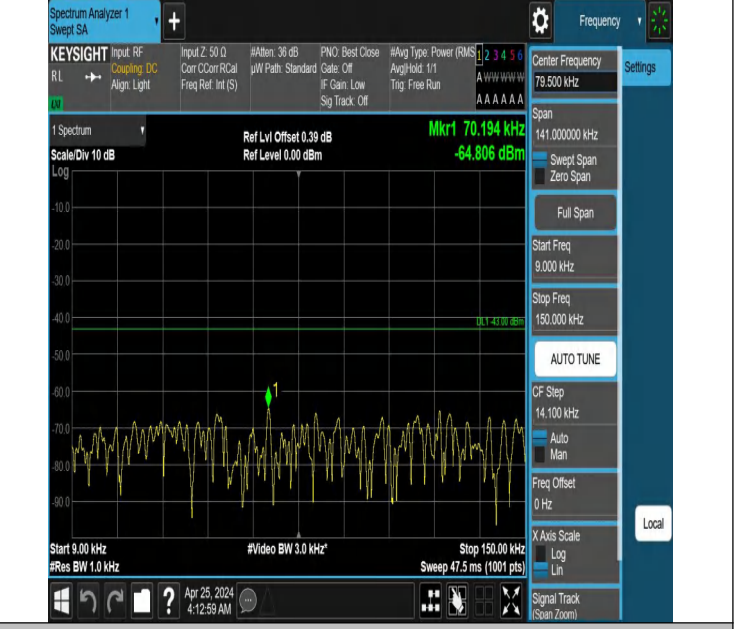 Spectrum Analyzer 1
Swept SA
+
Frequency
KEYSIGHT
RL
LXI
Input: RF
Coupling: DC
Align: Light
Input Z: 50 Ω
Corr CCorr RCal
Freq Ref: Int (S)
#Atten: 36 dB
µW Path: Standard
PNO: Best Close
Gate: Off
IF Gain: Low
Sig Track: Off
#Avg Type: Power (RMS
Avg|Hold: 1/1
Trig: Free Run
1 2 3 4 5 6
A W W W W W
A A A A A A
1 Spectrum
Scale/Div 10 dB
Log
Ref Lvl Offset 0.39 dB
Ref Level 0.00 dBm
Mkr1 70.194 kHz
-64.806 dBm
-10.0
-20.0
-30.0
-40.0
-50.0
-60.0
-70.0
-80.0
-90.0
DL1 -43.00 dBm
1
Start 9.00 kHz
#Res BW 1.0 kHz
#Video BW 3.0 kHz*
Stop 150.00 kHz
Sweep 47.5 ms (1001 pts)
Center Frequency
79.500 kHz
Settings
Span
141.000000 kHz
Swept Span
Zero Span
Full Span
Start Freq
9.000 kHz
Stop Freq
150.000 kHz
AUTO TUNE
CF Step
14.100 kHz
Auto
Man
Freq Offset
0 Hz
X Axis Scale
Log
Lin
Signal Track
(Span Zoom)
Local
?
Apr 25, 2024
4:12:59 AM